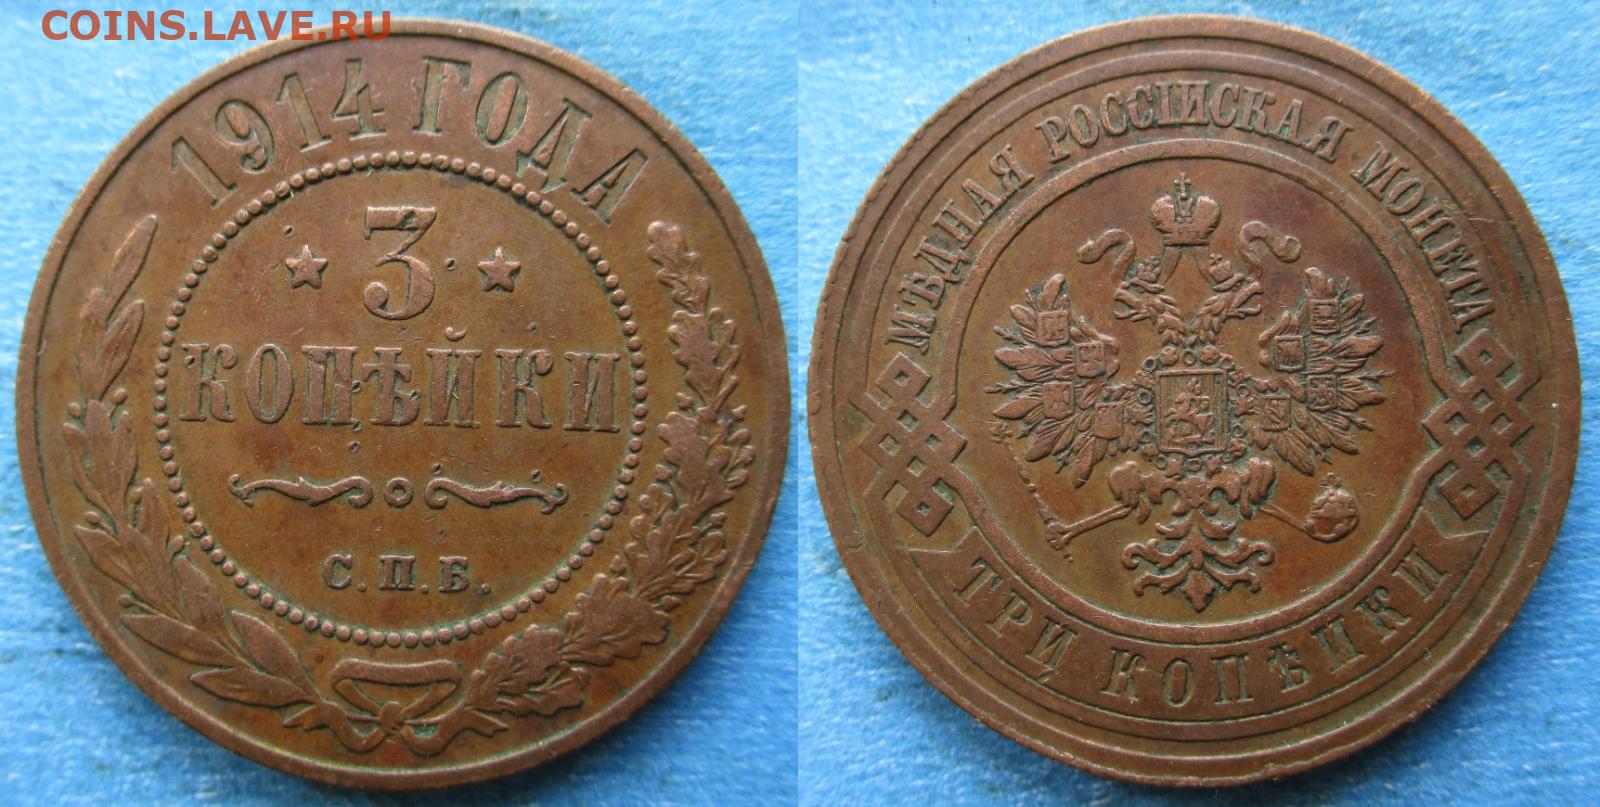 COINS.LAVE.RU
1914 ГОДА
3
КОПѢЙКИ
С.П.Б.
МѢДНАЯ РОССІЙСКАЯ МОНЕТА
ТРИ КОПѢЙКИ